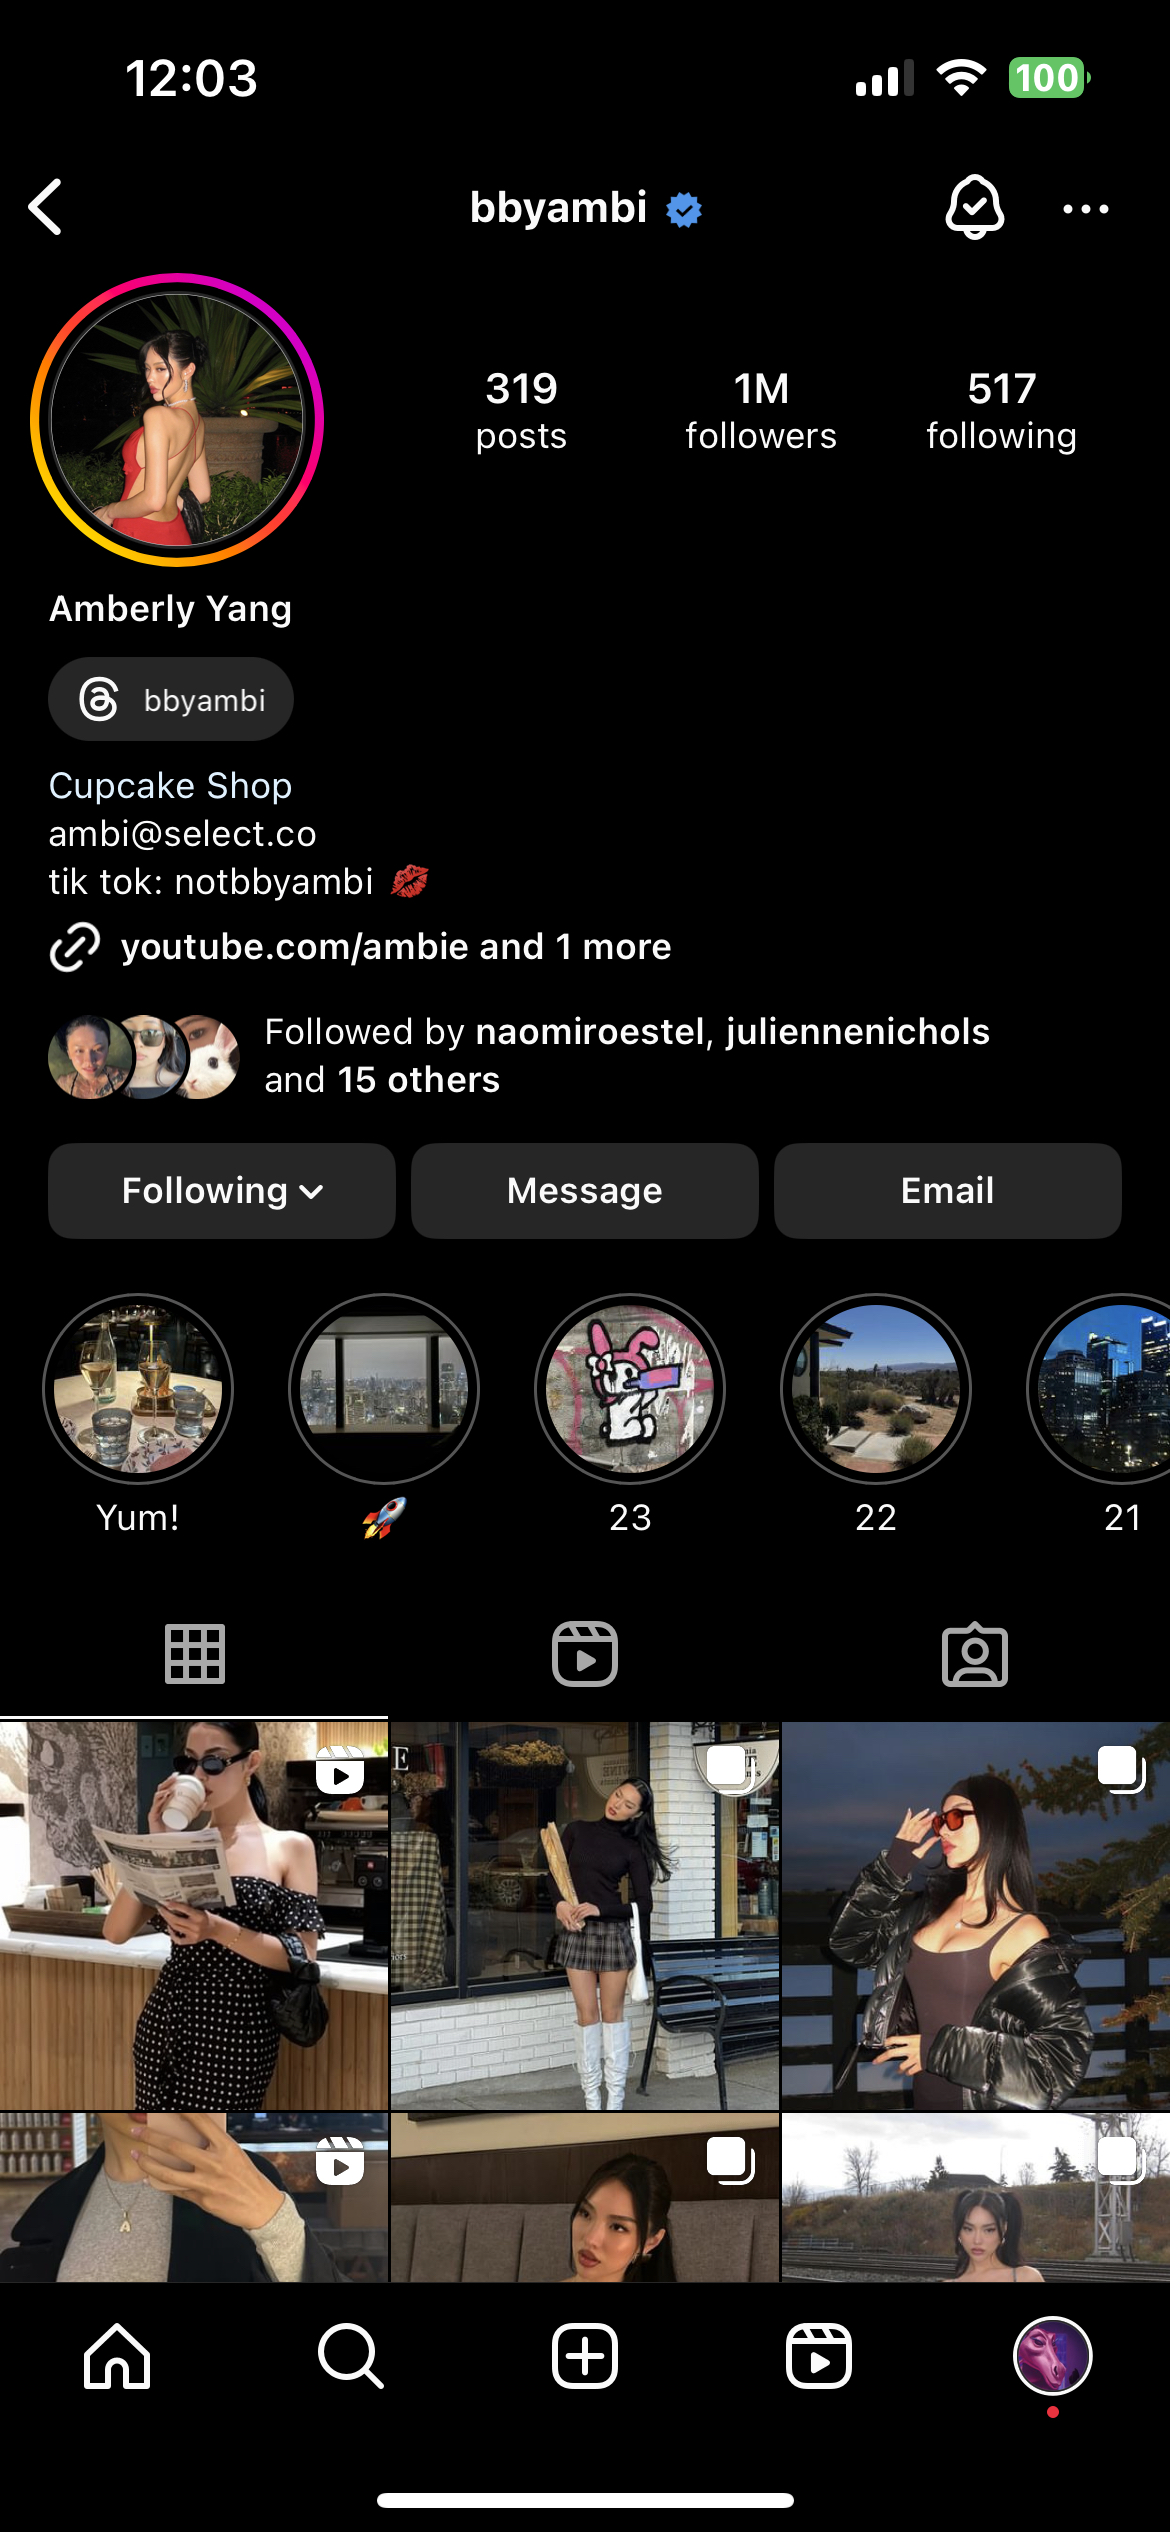 12:03
100
bbyambi
319
posts
1M
followers
517
following
Amberly Yang
bbyambi
Cupcake Shop
ambi@select.co
tik tok: notbbyambi 💋
youtube.com/ambie and 1 more
Followed by naomiroestel, juliennenichols
and 15 others
Following
Message
Email
Yum!
🚀
23
22
21
E
A